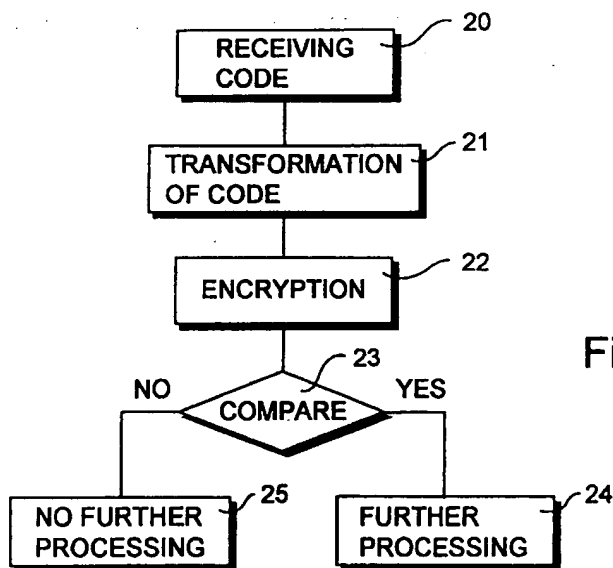 20
RECEIVING
CODE
21
TRANSFORMATION
OF CODE
22
ENCRYPTION
23
NO
YES
COMPARE
Fi
25
24
NO FURTHER
PROCESSING
FURTHER
PROCESSING